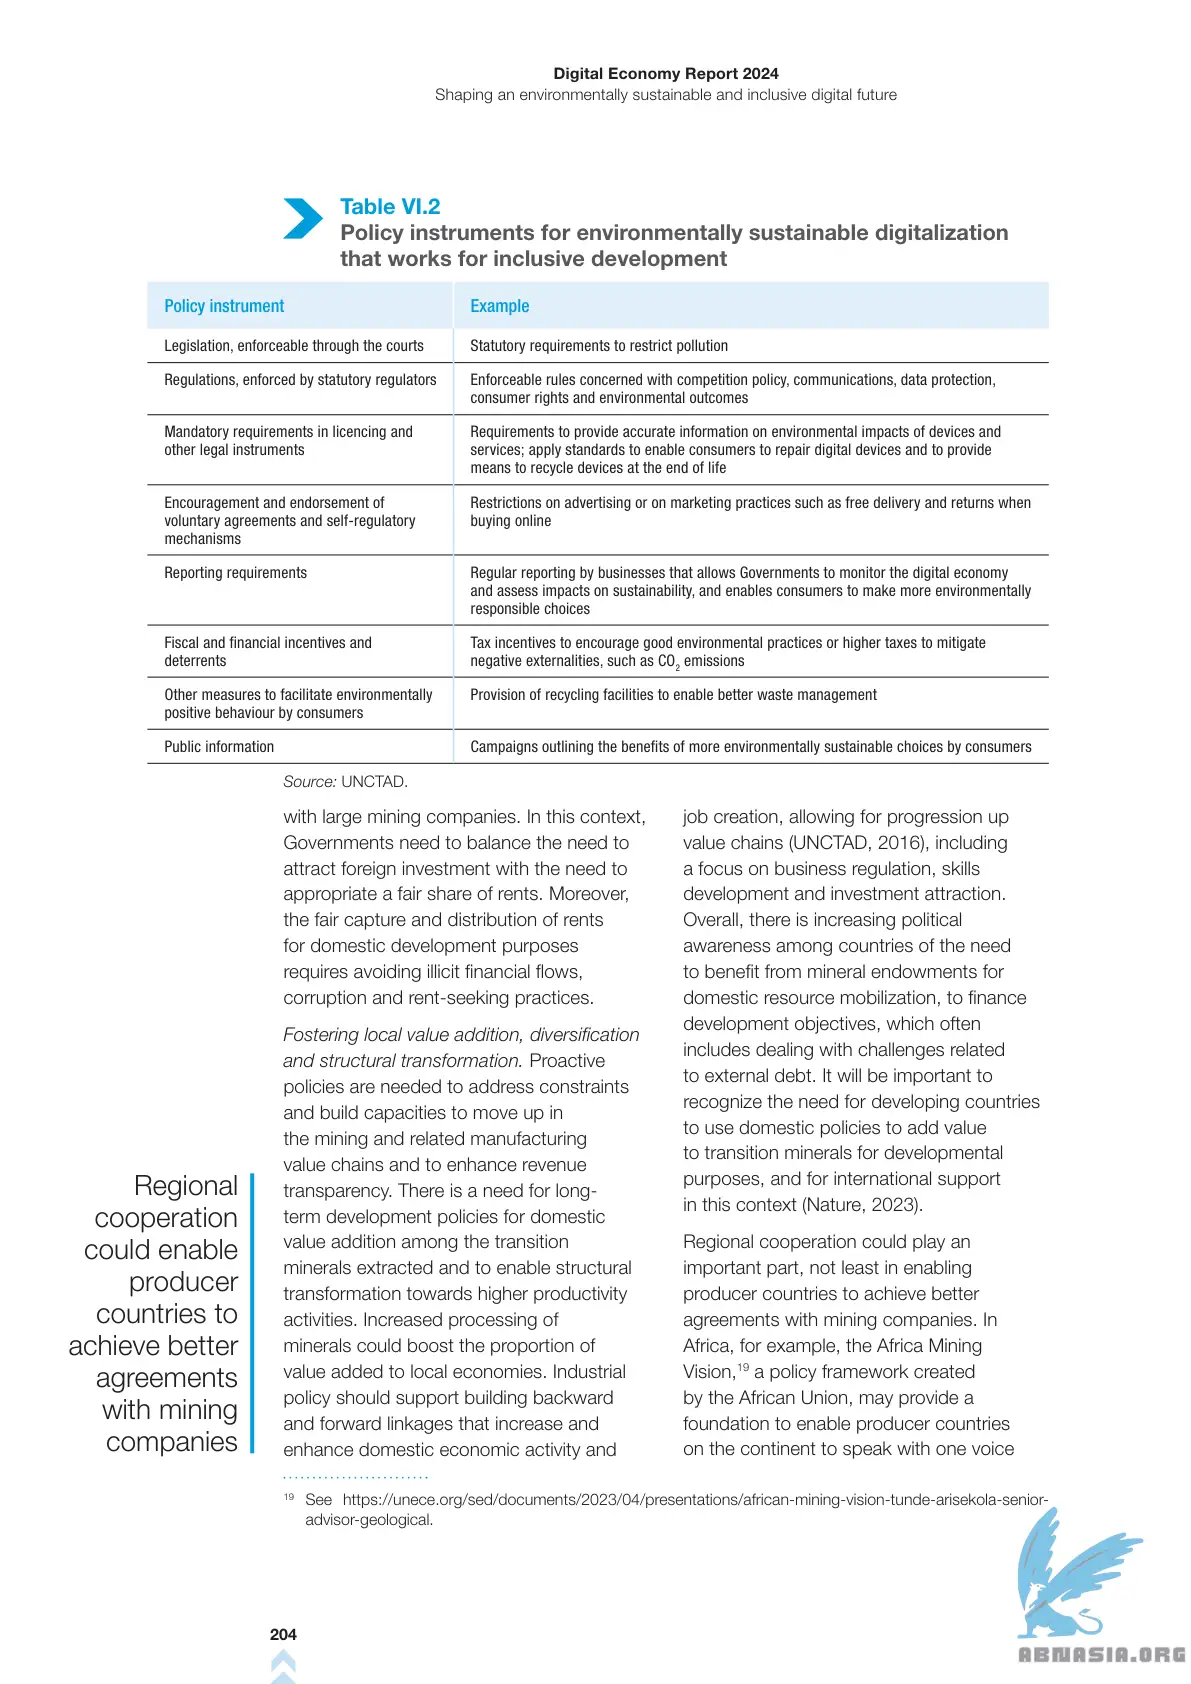 Digital Economy Report 2024
Shaping an environmentally sustainable and inclusive digital future
Table VI.2
Policy instruments for environmentally sustainable digitalization
that works for inclusive development
Policy instrument
Example
Legislation, enforceable through the courts
Statutory requirements to restrict pollution
Regulations, enforced by statutory regulators
Enforceable rules concerned with competition policy, communications, data protection,
consumer rights and environmental outcomes
Mandatory requirements in licencing and
other legal instruments
Requirements to provide accurate information on environmental impacts of devices and
services; apply standards to enable consumers to repair digital devices and to provide
means to recycle devices at the end of life
Encouragement and endorsement of
voluntary agreements and self-regulatory
mechanisms
Restrictions on advertising or on marketing practices such as free delivery and returns when
buying online
Reporting requirements
Regular reporting by businesses that allows Governments to monitor the digital economy
and assess impacts on sustainability, and enables consumers to make more environmentally
responsible choices
Fiscal and financial incentives and
deterrents
Tax incentives to encourage good environmental practices or higher taxes to mitigate
negative externalities, such as CO2 emissions
Other measures to facilitate environmentally
positive behaviour by consumers
Provision of recycling facilities to enable better waste management
Public information
Campaigns outlining the benefits of more environmentally sustainable choices by consumers
Source: UNCTAD.
with large mining companies. In this context,
Governments need to balance the need to
attract foreign investment with the need to
appropriate a fair share of rents. Moreover,
the fair capture and distribution of rents
for domestic development purposes
requires avoiding illicit financial flows,
corruption and rent-seeking practices.
Fostering local value addition, diversification
and structural transformation. Proactive
policies are needed to address constraints
and build capacities to move up in
the mining and related manufacturing
value chains and to enhance revenue
transparency. There is a need for long-
term development policies for domestic
value addition among the transition
minerals extracted and to enable structural
transformation towards higher productivity
activities. Increased processing of
minerals could boost the proportion of
value added to local economies. Industrial
policy should support building backward
and forward linkages that increase and
enhance domestic economic activity and
job creation, allowing for progression up
value chains (UNCTAD, 2016), including
a focus on business regulation, skills
development and investment attraction.
Overall, there is increasing political
awareness among countries of the need
to benefit from mineral endowments for
domestic resource mobilization, to finance
development objectives, which often
includes dealing with challenges related
to external debt. It will be important to
recognize the need for developing countries
to use domestic policies to add value
to transition minerals for developmental
purposes, and for international support
in this context (Nature, 2023).
Regional cooperation could play an
important part, not least in enabling
producer countries to achieve better
agreements with mining companies. In
Africa, for example, the Africa Mining
Vision,19 a policy framework created
by the African Union, may provide a
foundation to enable producer countries
on the continent to speak with one voice
Regional
cooperation
could enable
producer
countries to
achieve better
agreements
with mining
companies
19 See https://unece.org/sed/documents/2023/04/presentations/african-mining-vision-tunde-arisekola-senior-
advisor-geological.
204
ABNASIA.ORG